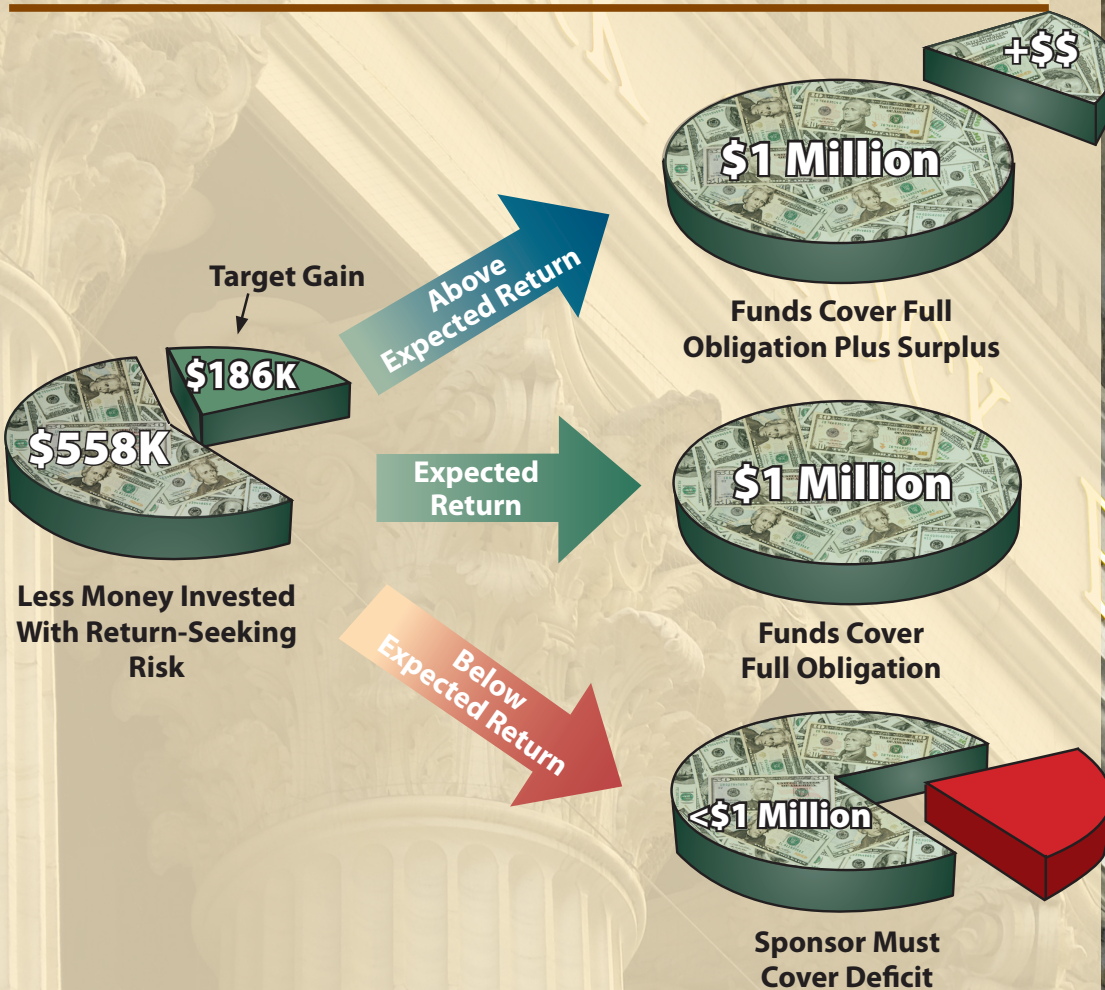 +$$
$1 Million
Funds Cover Full
Obligation Plus Surplus
Above
Expected Return
Target Gain
$186K
$558K
Less Money Invested
With Return-Seeking
Risk
Expected
Return
$1 Million
Funds Cover
Full Obligation
Below
Expected Return
<$1 Million
Sponsor Must
Cover Deficit